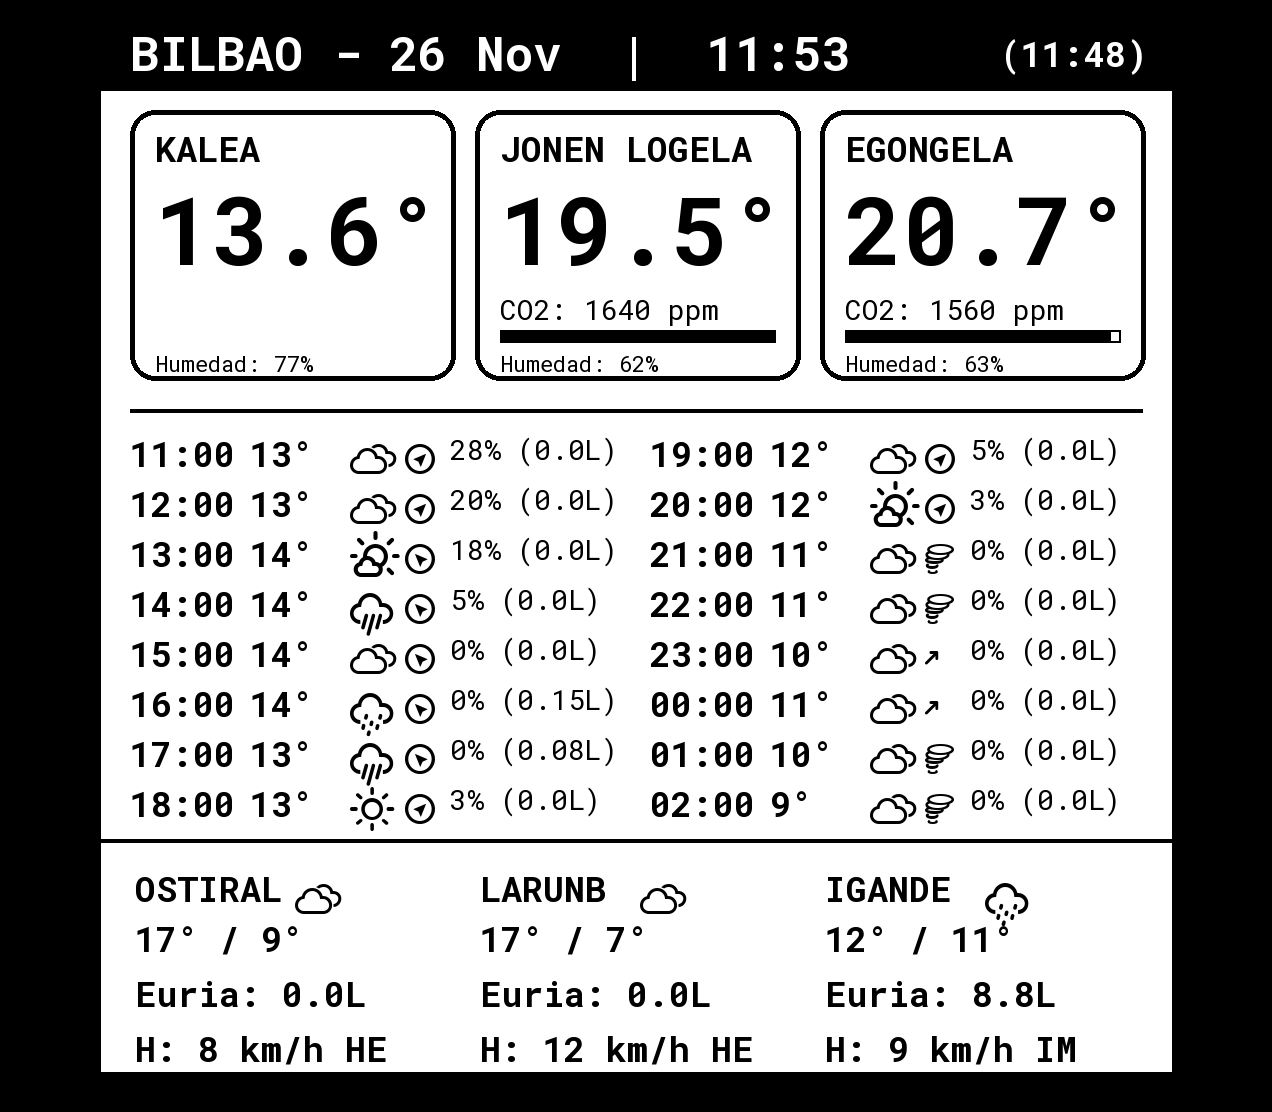 BILBAO - 26 Nov | 11:53 (11:48)
KALEA JONEN LOGELA EGONGELA
13.6° 19.5° 20.7°
CO2: 1640 ppm CO2: 1560 ppm
Humedad: 77% Humedad: 62% Humedad: 63%
11:00 13° 28% (0.0L) 19:00 12° 5% (0.0L)
12:00 13° 20% (0.0L) 20:00 12° 3% (0.0L)
13:00 14° 18% (0.0L) 21:00 11° 0% (0.0L)
14:00 14° 5% (0.0L) 22:00 11° 0% (0.0L)
15:00 14° 0% (0.0L) 23:00 10° 0% (0.0L)
16:00 14° 0% (0.15L) 00:00 11° 0% (0.0L)
17:00 13° 0% (0.08L) 01:00 10° 0% (0.0L)
18:00 13° 3% (0.0L) 02:00 9° 0% (0.0L)
OSTIRAL LARUNB IGANDE
17° / 9° 17° / 7° 12° / 11°
Euria: 0.0L Euria: 0.0L Euria: 8.8L
H: 8 km/h HE H: 12 km/h HE H: 9 km/h IM